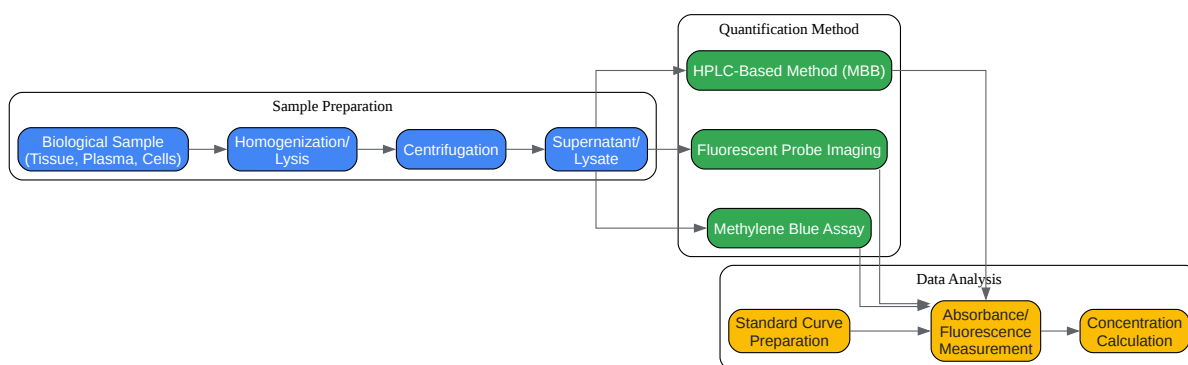 Quantification Method
HPLC-Based Method (MBB)
Sample Preparation
Biological Sample
(Tissue, Plasma, Cells)
Homogenization/
Lysis
Centrifugation
Supernatant/
Lysate
Fluorescent Probe Imaging
Methylene Blue Assay
Data Analysis
Standard Curve
Preparation
Absorbance/
Fluorescence
Measurement
Concentration
Calculation